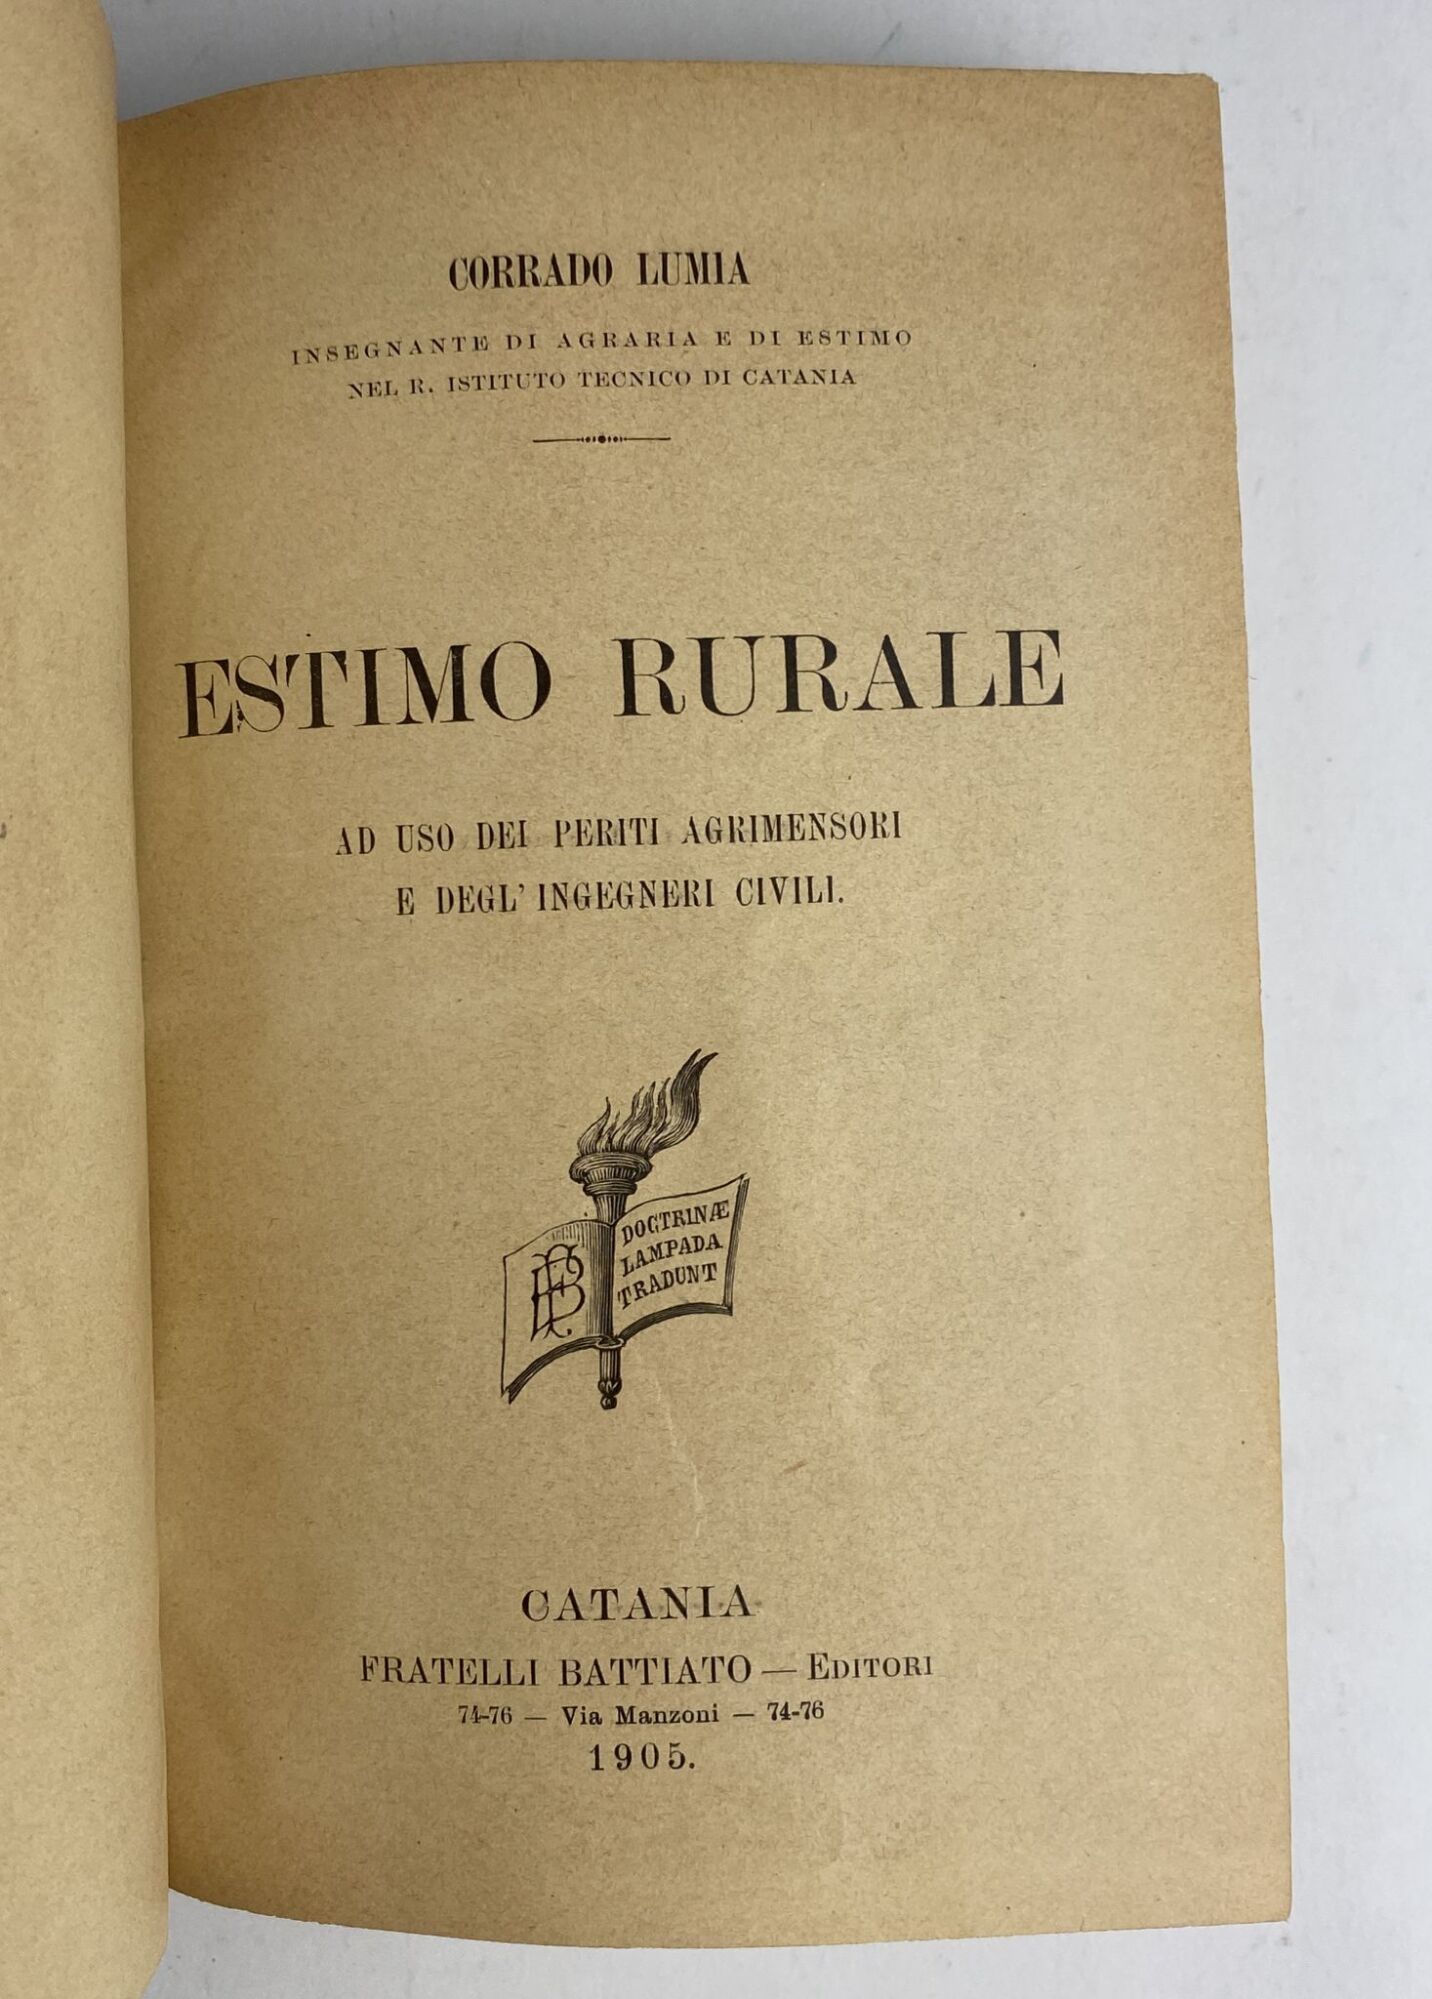 CORRADO LUMIA
INSEGNANTE DI AGRARIA E DI ESTIMO
NEL R. ISTITUTO TECNICO DI CATANIA
ESTIMO RURALE
AD USO DEI PERITI AGRIMENSORI
E DEGL' INGEGNERI CIVILI.
DOCTRINÆ
LAMPADA
TRADUNT
CATANIA
FRATELLI BATTIATO — EDITORI
74-76 — Via Manzoni — 74-76
1905.